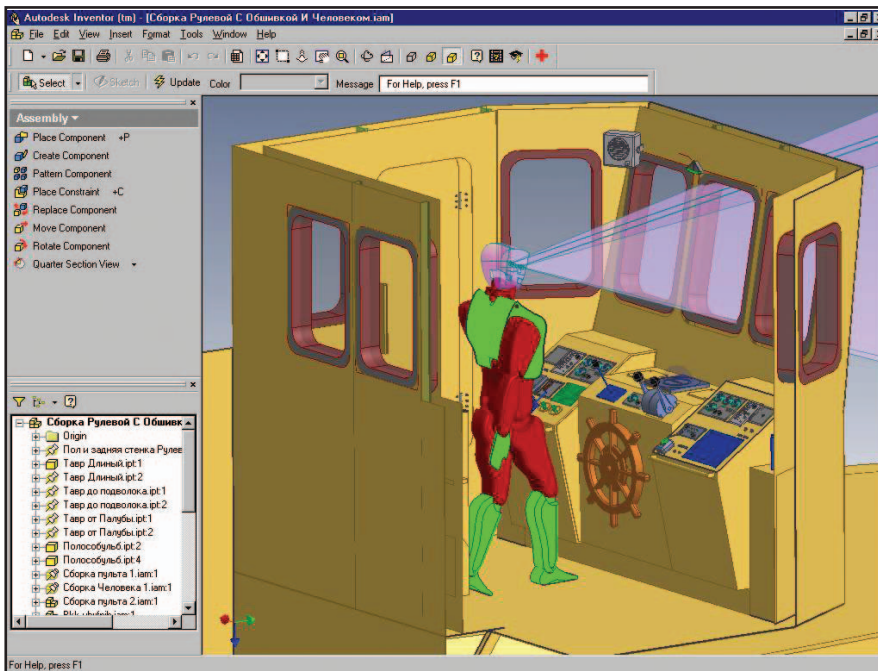 Autodesk Inventor (tm) - [Сборка Рулевой С Обшивкой И Человеком.iam]
File Edit View Insert Format Tools Window Help
Select Sketch Update Color Message For Help, press F1
Assembly
Place Component +P
Create Component
Pattern Component
Place Constraint +C
Replace Component
Move Component
Rotate Component
Quarter Section View
Сборка Рулевой С Обшивк
Origin
Пол и задняя стенка Рулев
Тавр Длиный.ipt:1
Тавр Длиный.ipt:2
Тавр до подволока.ipt:1
Тавр до подволока.ipt:2
Тавр от Палубы.ipt:1
Тавр от Палубы.ipt:2
Полособульб.ipt:2
Полособульб.ipt:4
Сборка пульта 1.iam:1
Сборка Человека 1.iam:1
Сборка пульта 2.iam:1
For Help, press F1